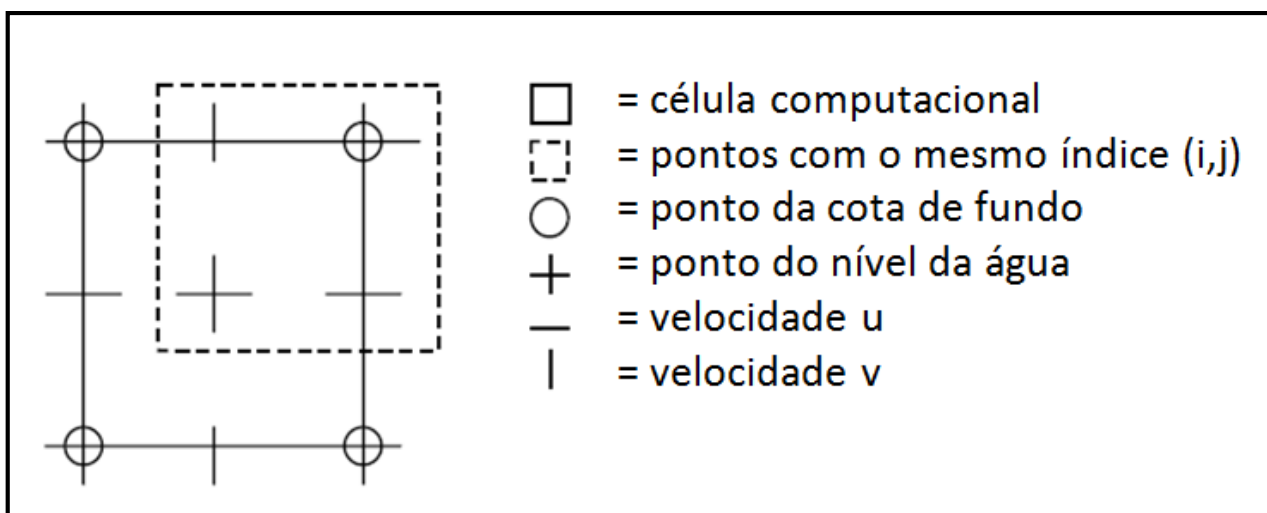 = célula computacional
= pontos com o mesmo índice (i,j)
= ponto da cota de fundo
= ponto do nível da água
= velocidade u
= velocidade v